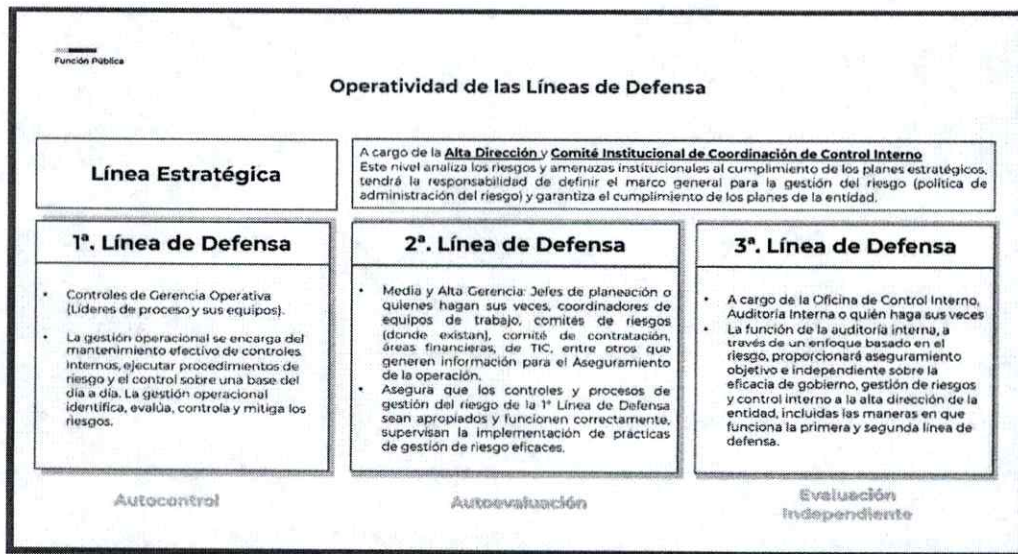 Función Pública
Operatividad de las Líneas de Defensa
Línea Estratégica
A cargo de la Alta Dirección y Comité Institucional de Coordinación de Control Interno
Este nivel analiza los riesgos y amenazas institucionales al cumplimiento de los planes estratégicos,
tendrá la responsabilidad de definir el marco general para la gestión del riesgo (política de
administración del riesgo) y garantiza el cumplimiento de los planes de la entidad.
1ª. Línea de Defensa
• Controles de Gerencia Operativa
(Líderes de proceso y sus equipos).
• La gestión operacional se encarga del
mantenimiento efectivo de controles
internos, ejecutar procedimientos de
riesgo y el control sobre una base del
día a día. La gestión operacional
identifica, evalúa, controla y mitiga los
riesgos.
Autocontrol
2ª. Línea de Defensa
• Media y Alta Gerencia: Jefes de planeación o
quienes hagan sus veces, coordinadores de
equipos de trabajo, comités de riesgos
(donde existan), comité de contratación,
áreas financieras, de TIC, entre otros que
generen información para el Aseguramiento
de la operación.
• Asegura que los controles y procesos de
gestión del riesgo de la 1ª Línea de Defensa
sean apropiados y funcionen correctamente,
supervisan la implementación de prácticas
de gestión de riesgo eficaces.
Autoevaluación
3ª. Línea de Defensa
• A cargo de la Oficina de Control Interno,
Auditoría Interna o quién haga sus veces
• La función de la auditoría interna, a
través de un enfoque basado en el
riesgo, proporcionará aseguramiento
objetivo e independiente sobre la
eficacia de gobierno, gestión de riesgos
y control interno a la alta dirección de la
entidad, incluidas las maneras en que
funciona la primera y segunda línea de
defensa.
Evaluación
Independiente